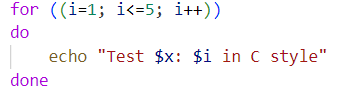 for ((i=1; i<=5; i++))
do
    echo "Test $x: $i in C style"
done